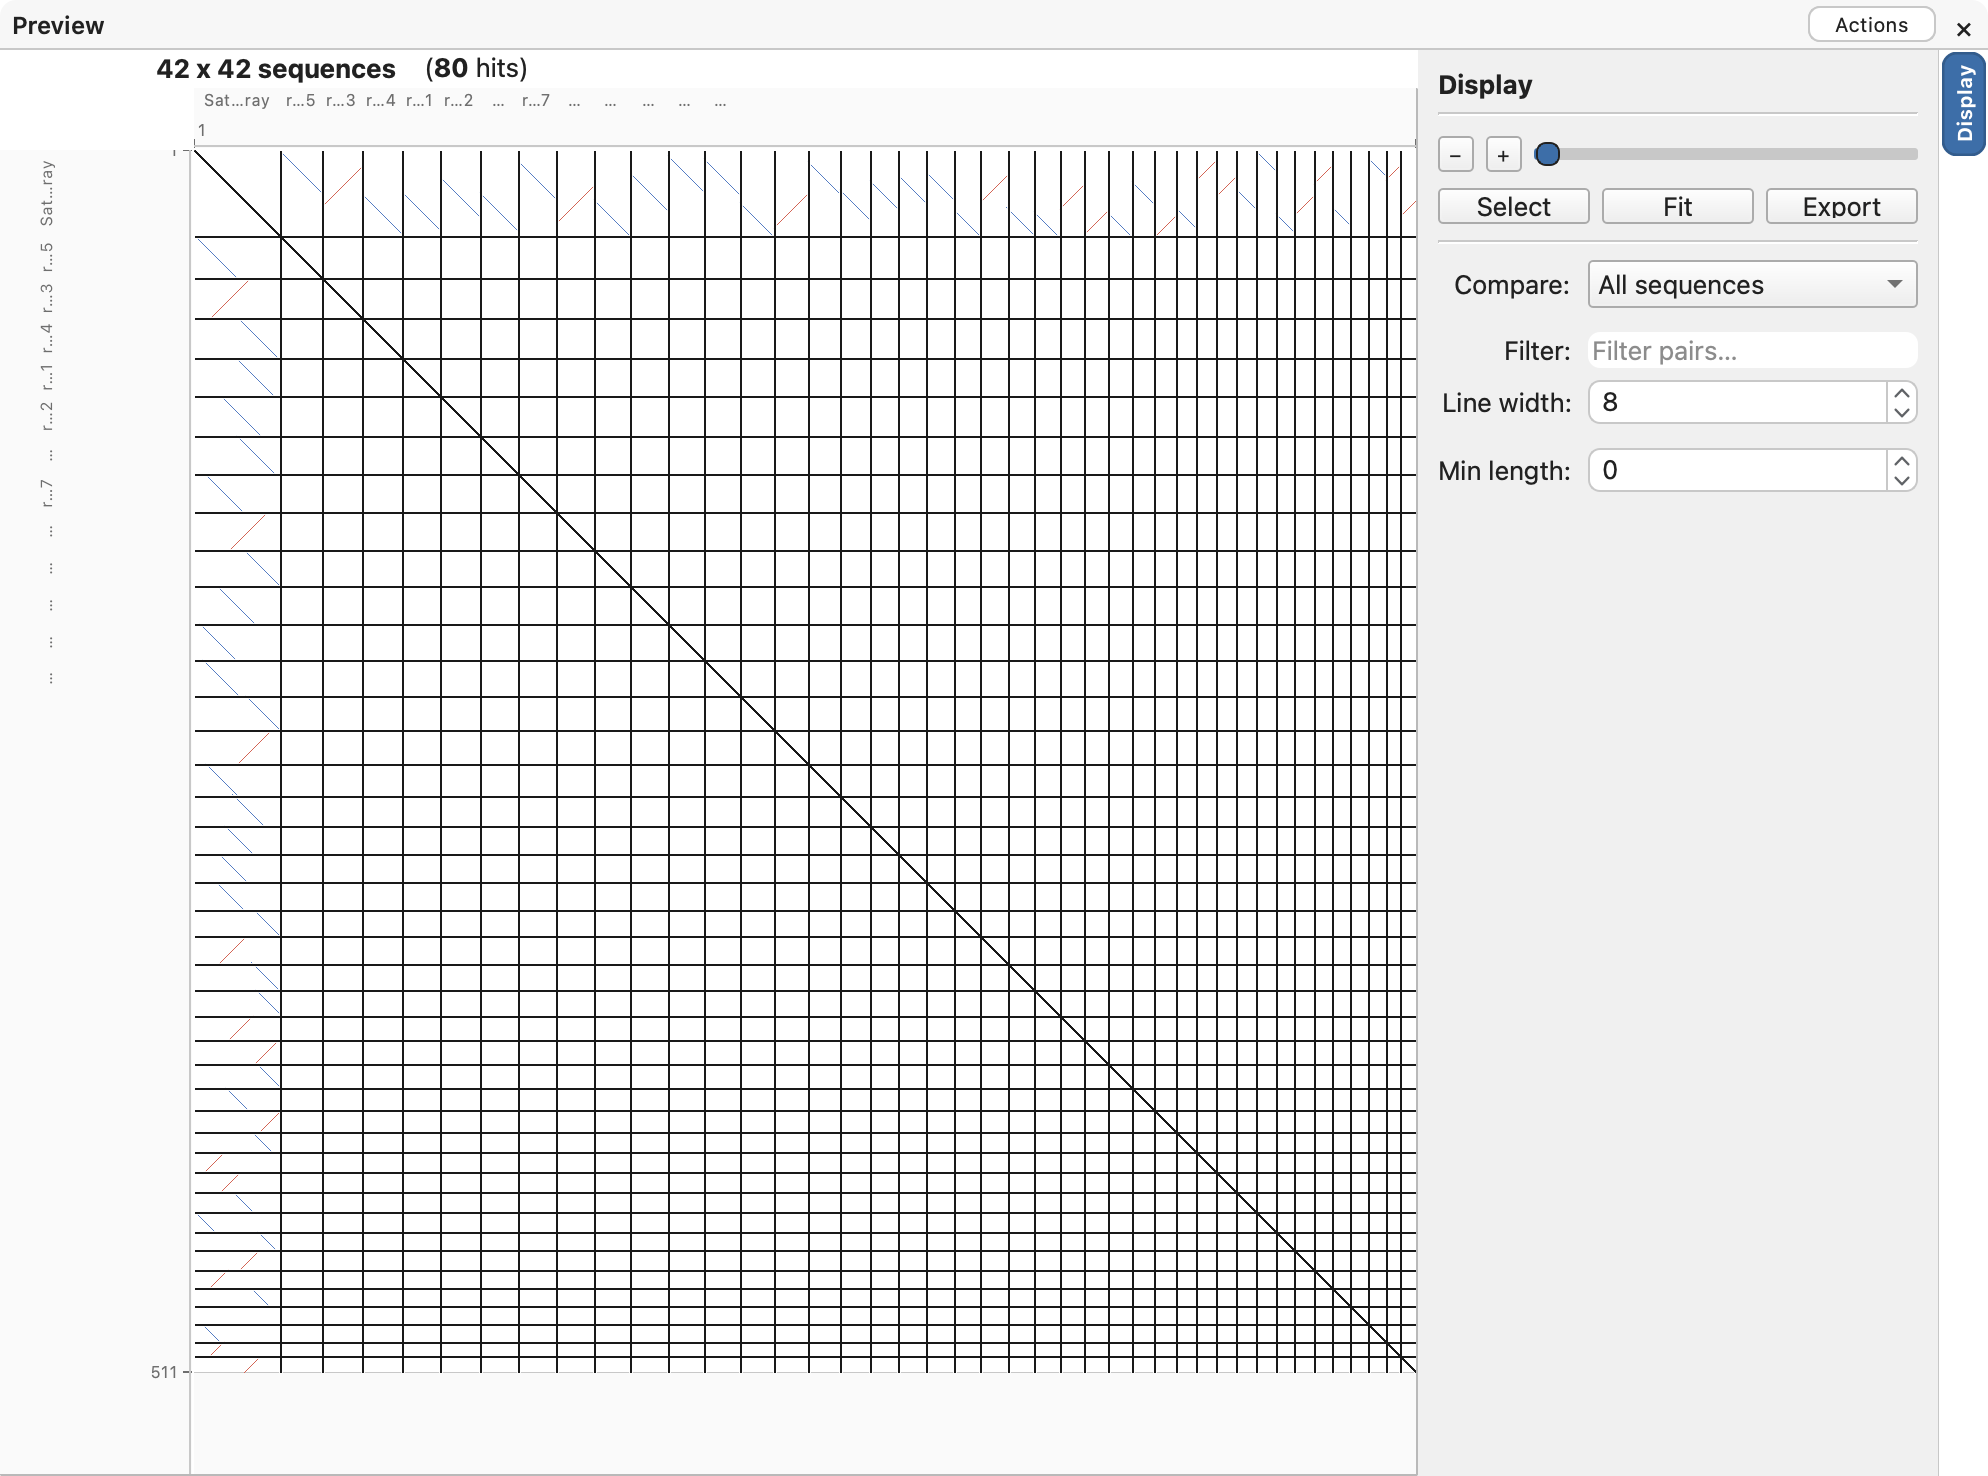 Preview
Actions
×
42 x 42 sequences (80 hits)
Sat...ray r...5 r...3 r...4 r...1 r...2 ... r...7 ... ... ... ... ...
1
1
Sat...ray r...5 r...3 r...4 r...1 r...2 ... r...7 ... ... ... ... ...
511
Display
Display
− +
Select Fit Export
Compare: All sequences
Filter: Filter pairs...
Line width: 8
Min length: 0